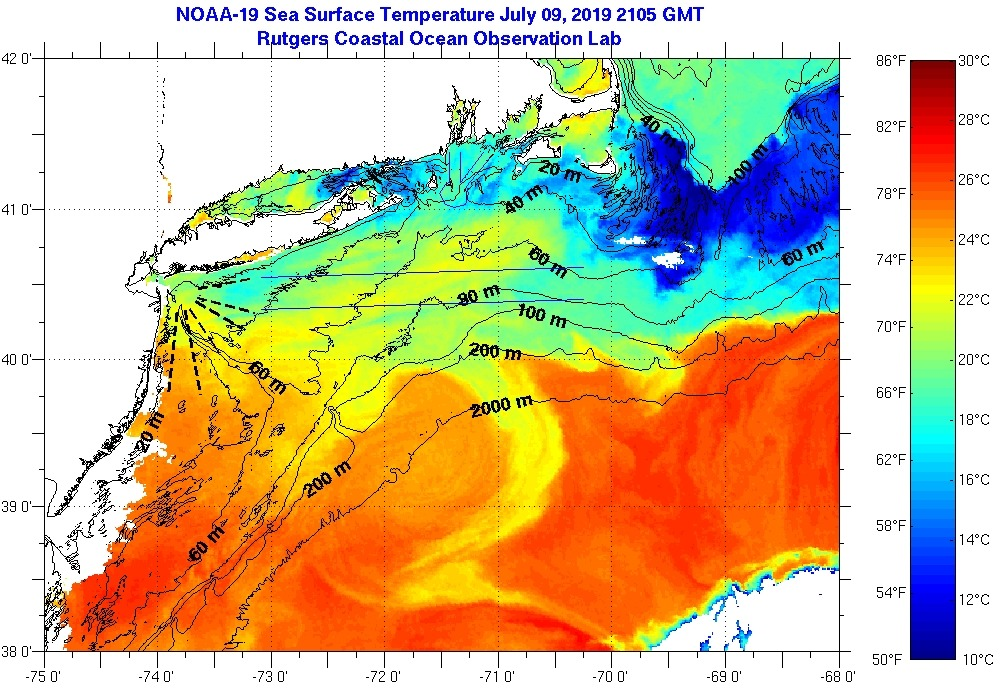 NOAA-19 Sea Surface Temperature July 09, 2019 2105 GMT
Rutgers Coastal Ocean Observation Lab
42 0'
86°F
30°C
40 m
82°F
28°C
100 m
20 m
78°F
26°C
40 m
41 0'
74°F
24°C
60 m
60 m
80 m
22°C
100 m
70°F
200 m
20°C
40 0'
60 m
66°F
2000 m
18°C
20 m
62°F
200 m
16°C
39 0'
58°F
60 m
14°C
54°F
12°C
38 0'
50°F
10°C
-75 0'
-74 0'
-73 0'
-72 0'
-71 0'
-70 0'
-69 0'
-68 0'